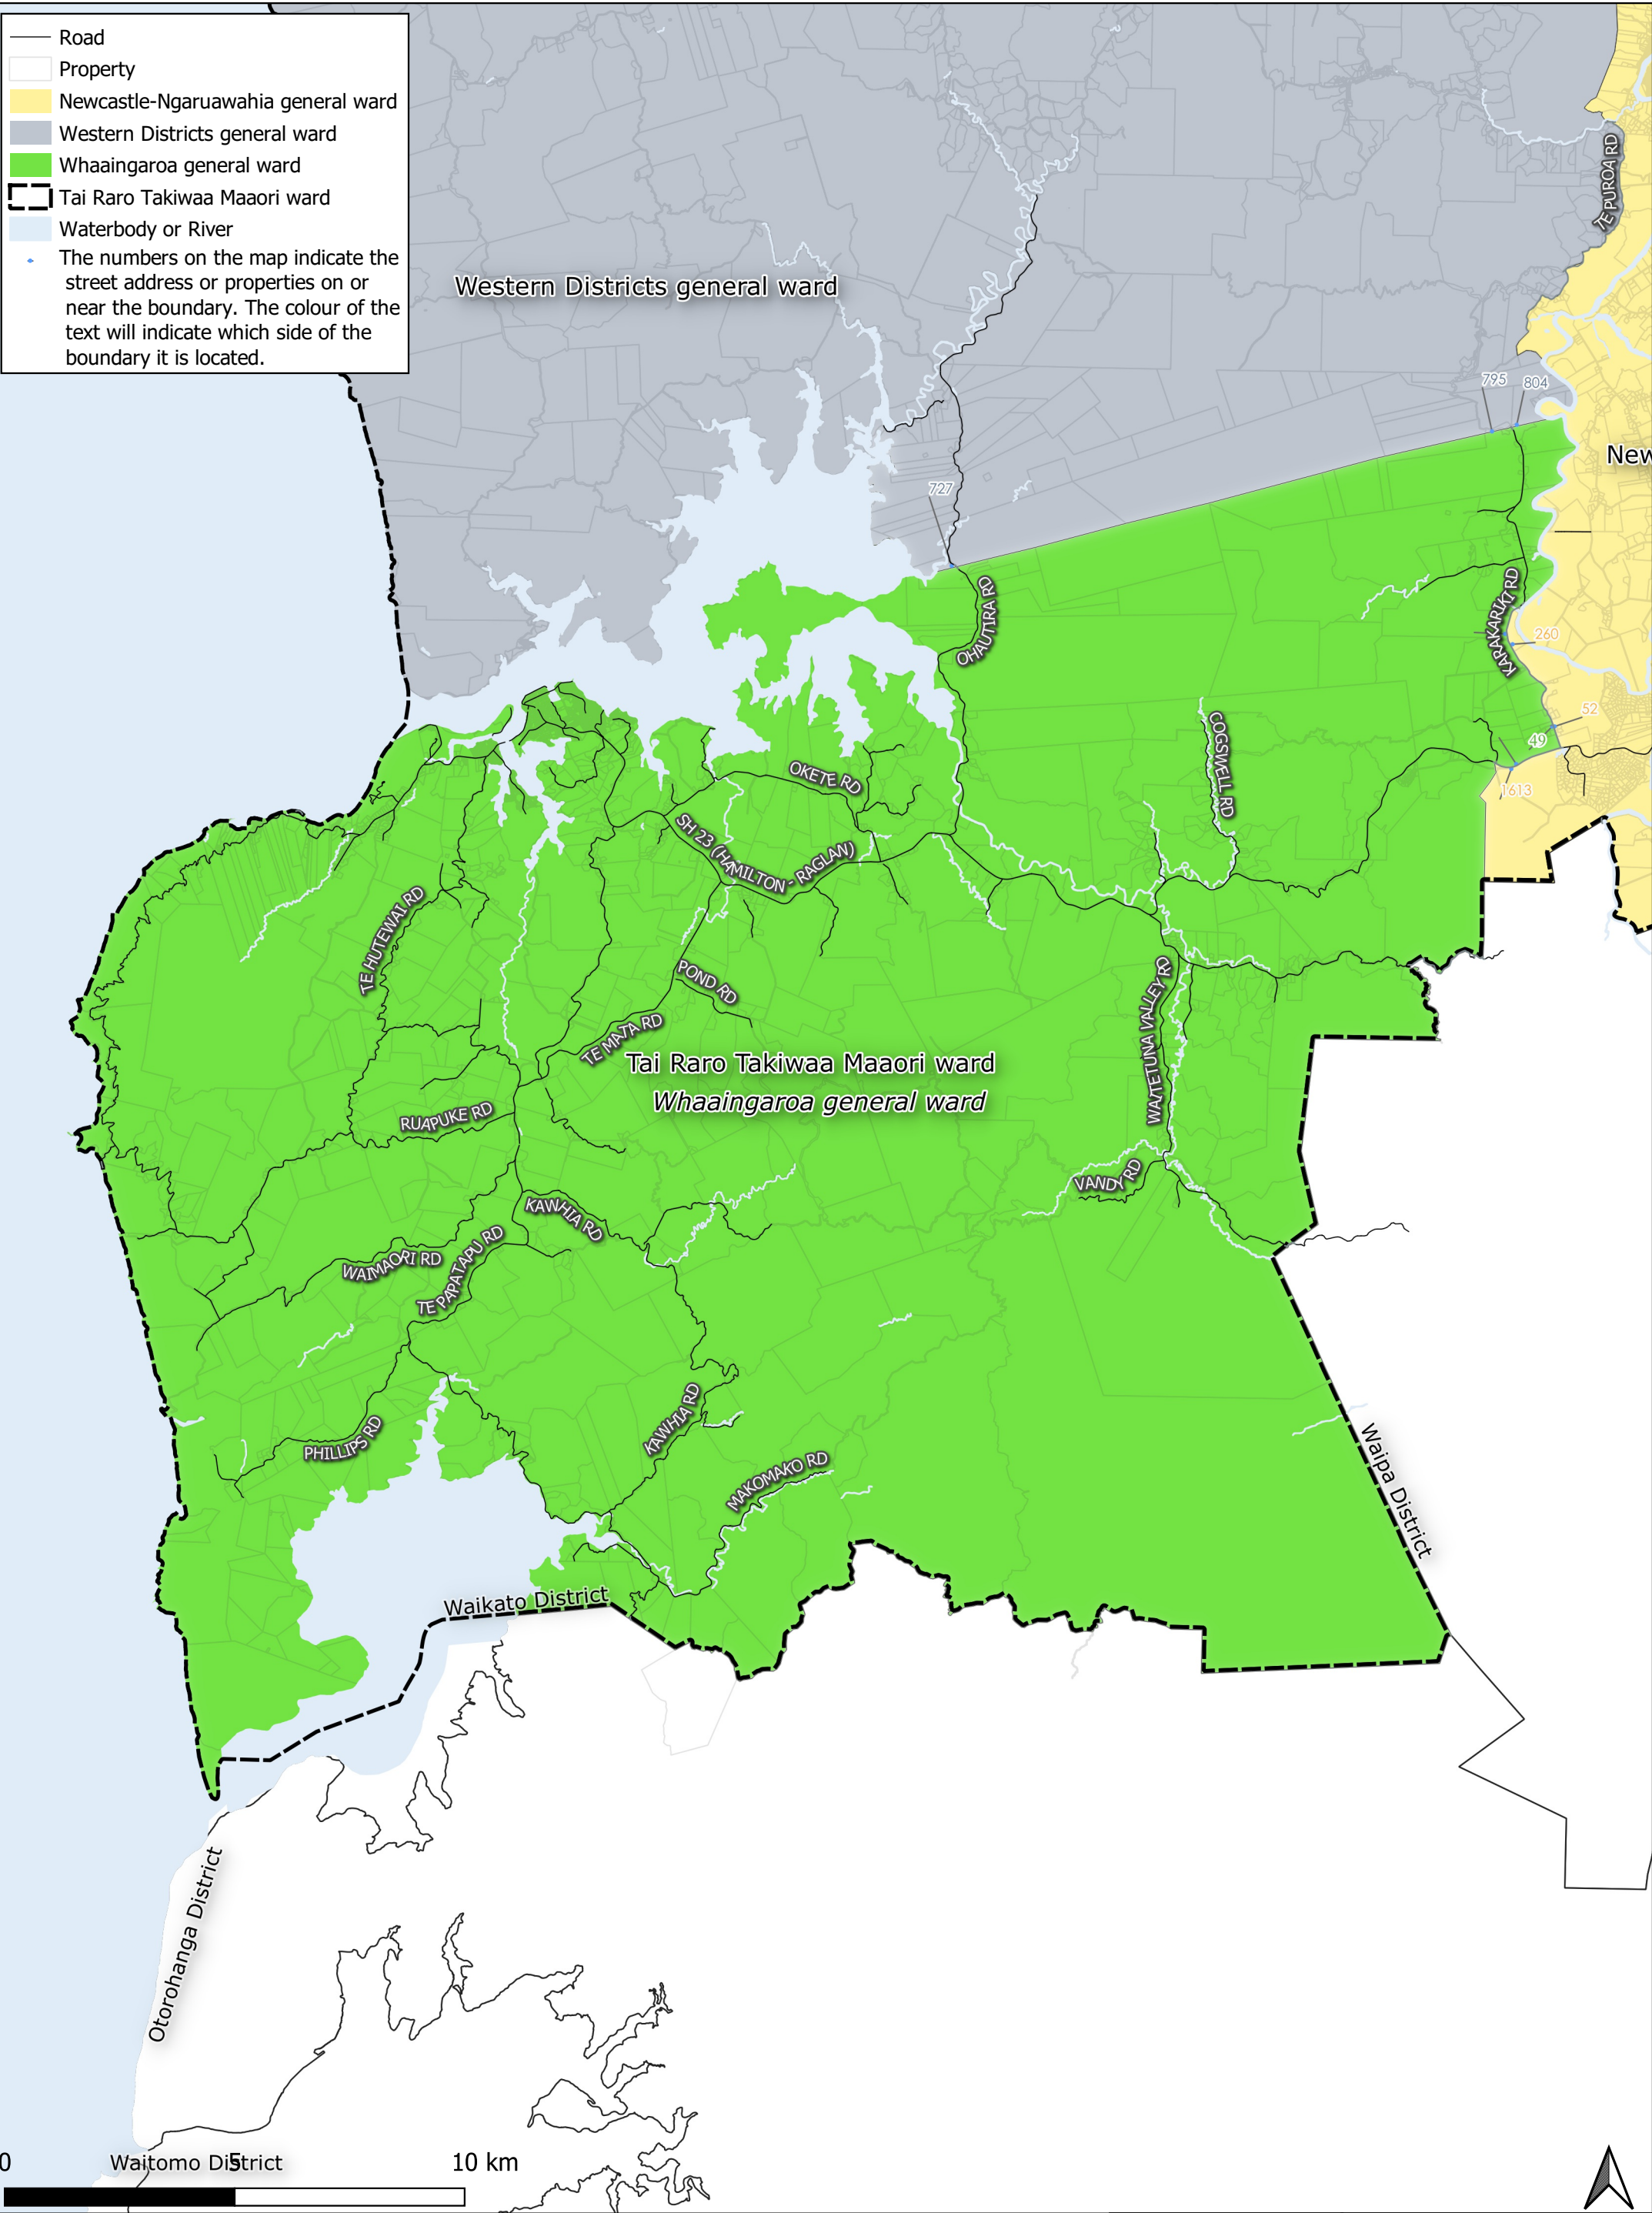 Road
Property
Newcastle-Ngaruawahia general ward
Western Districts general ward
Whaaingaroa general ward
Tai Raro Takiwaa Maaori ward
Waterbody or River
The numbers on the map indicate the
street address or properties on or
near the boundary. The colour of the
text will indicate which side of the
boundary it is located.
TE PUROA RD
Western Districts general ward
795
804
New
727
OHAUTIRA RD
KARAKARIKI RD
260
52
49
1613
COGSWELL RD
OKETE RD
SH 23 (HAMILTON - RAGLAN)
TE HUTEWAI RD
POND RD
TE MATA RD
WAITETUNA VALLEY RD
Tai Raro Takiwaa Maaori ward
Whaaingaroa general ward
RUAPUKE RD
VANDY RD
KAWHIA RD
WAIMAORI RD
TE PAPATAPU RD
KAWHIA RD
PHILLIPS RD
MAKOMAKO RD
Waipa District
Waikato District
Otorohanga District
Waitomo District
0
5
10 km